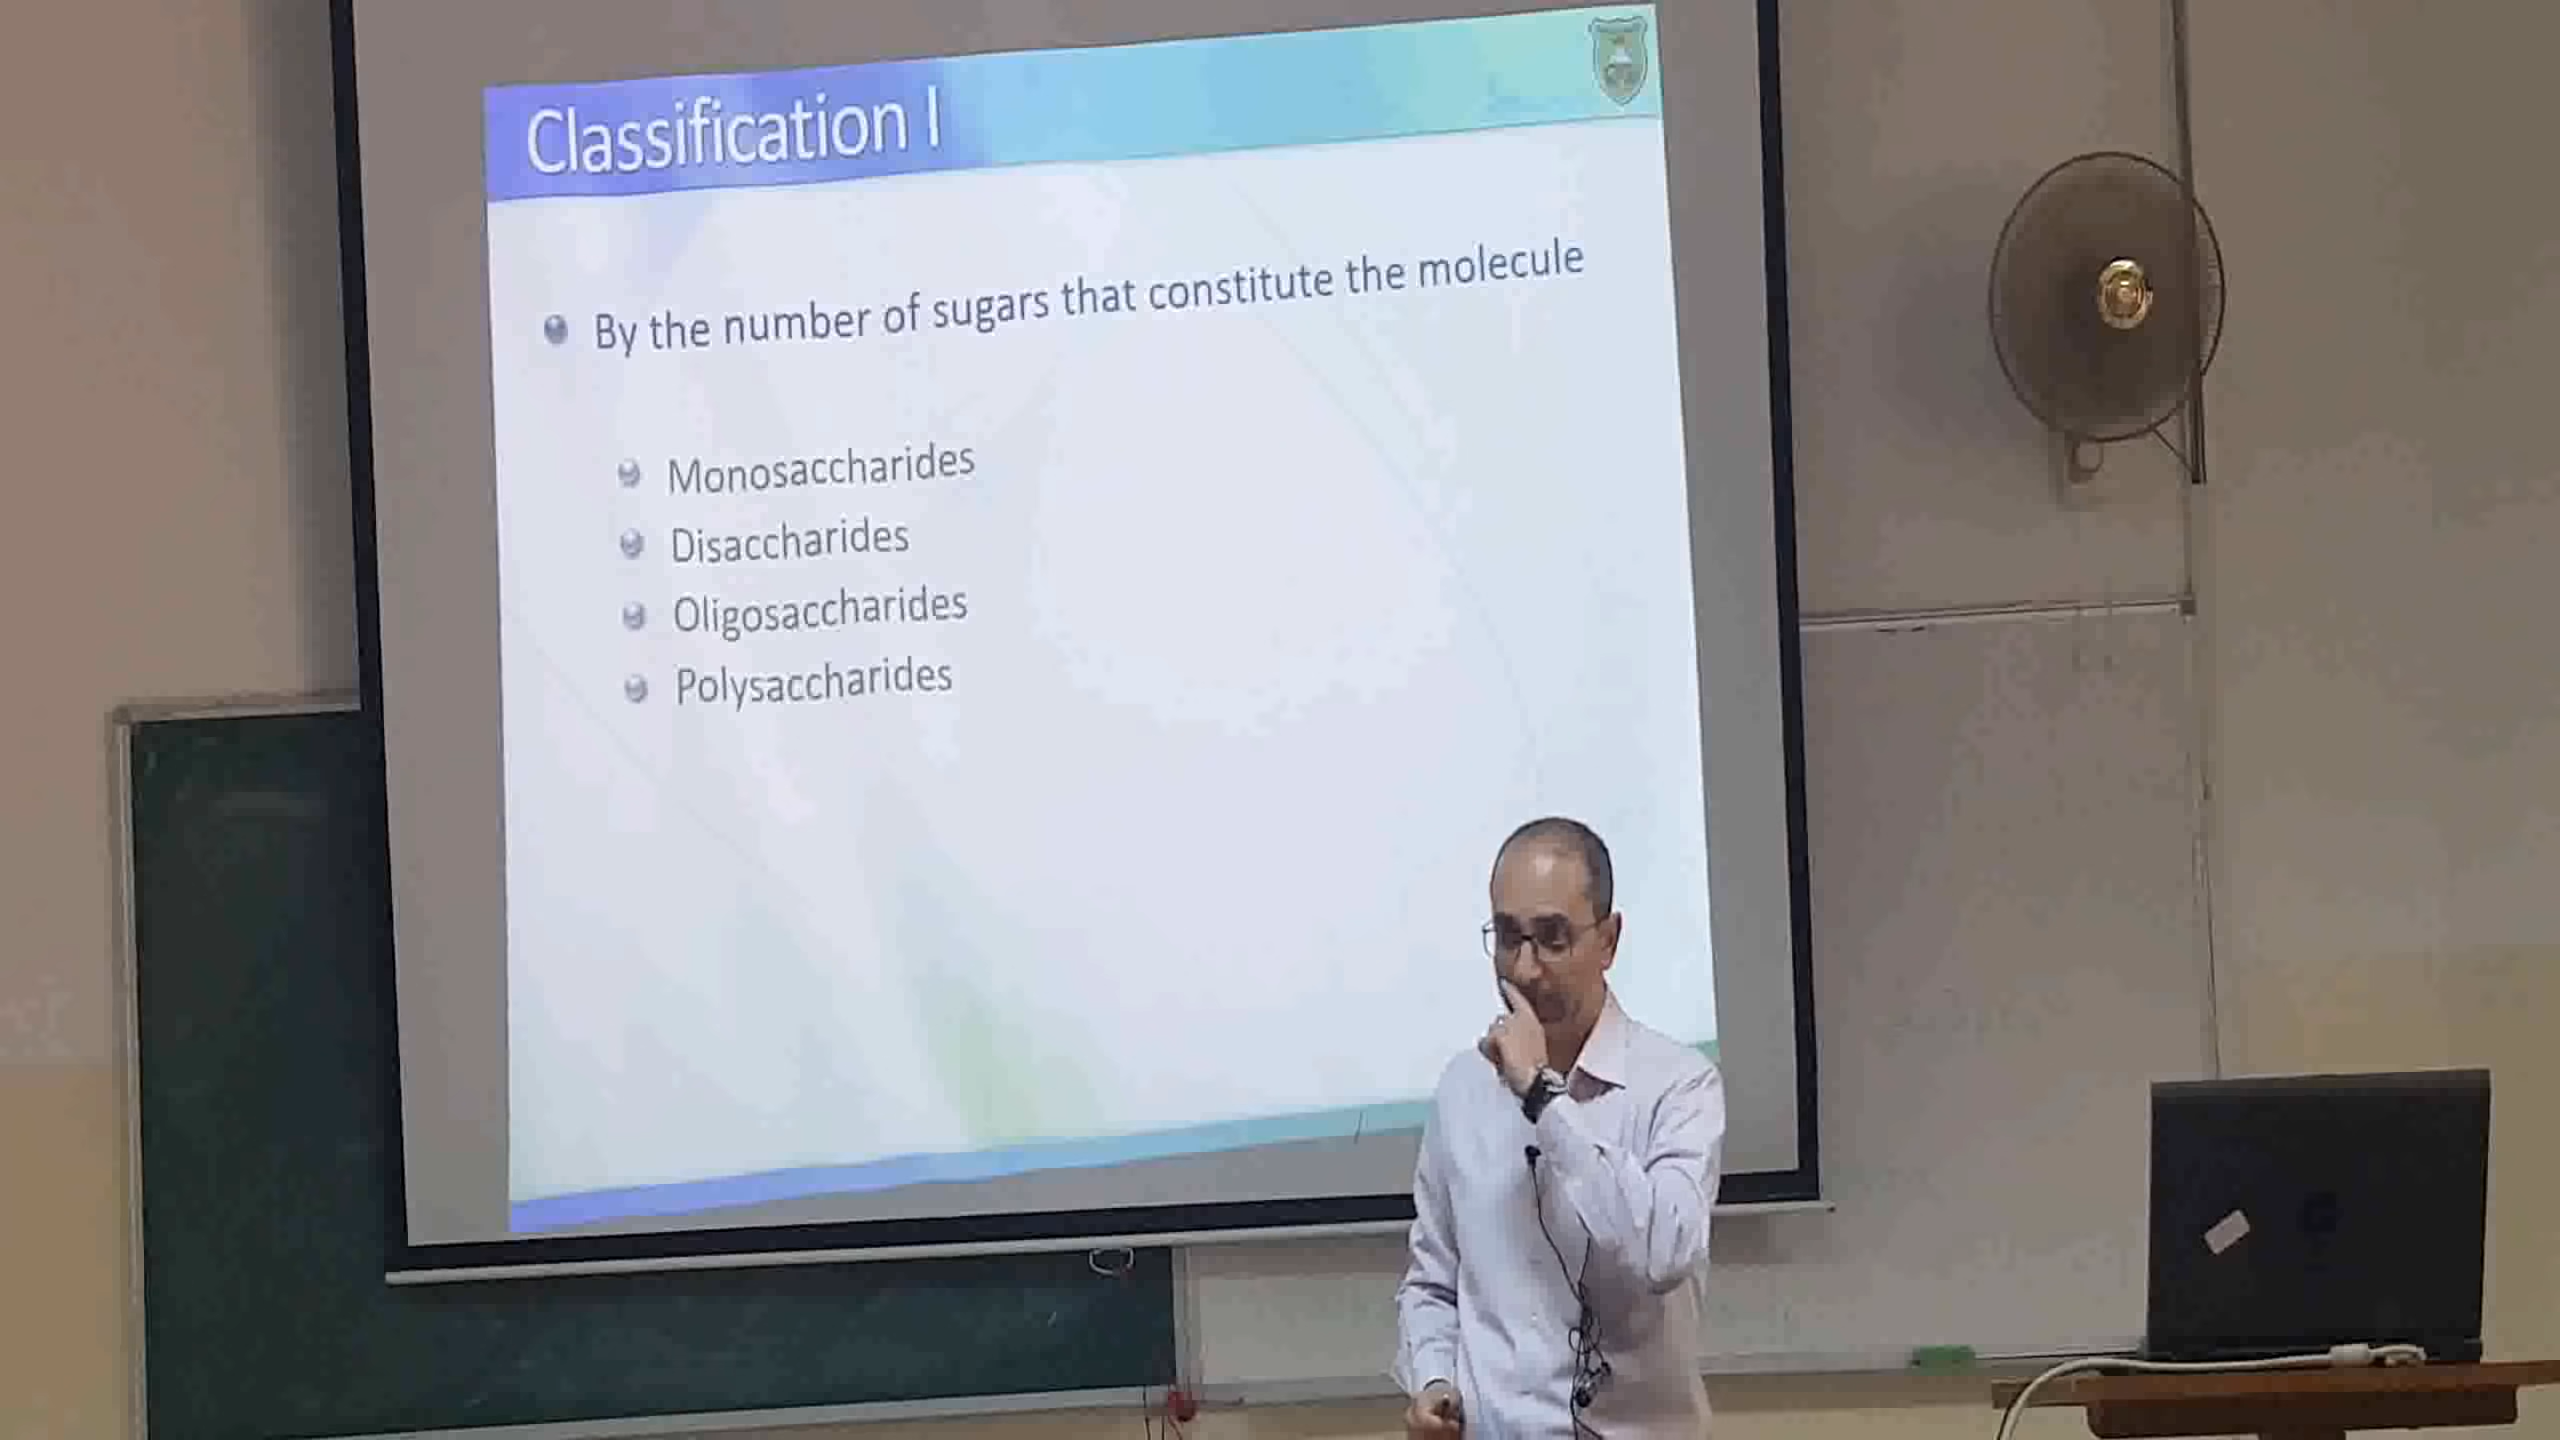 Classification I
By the number of sugars that constitute the molecule
Monosaccharides
Disaccharides
Oligosaccharides
Polysaccharides